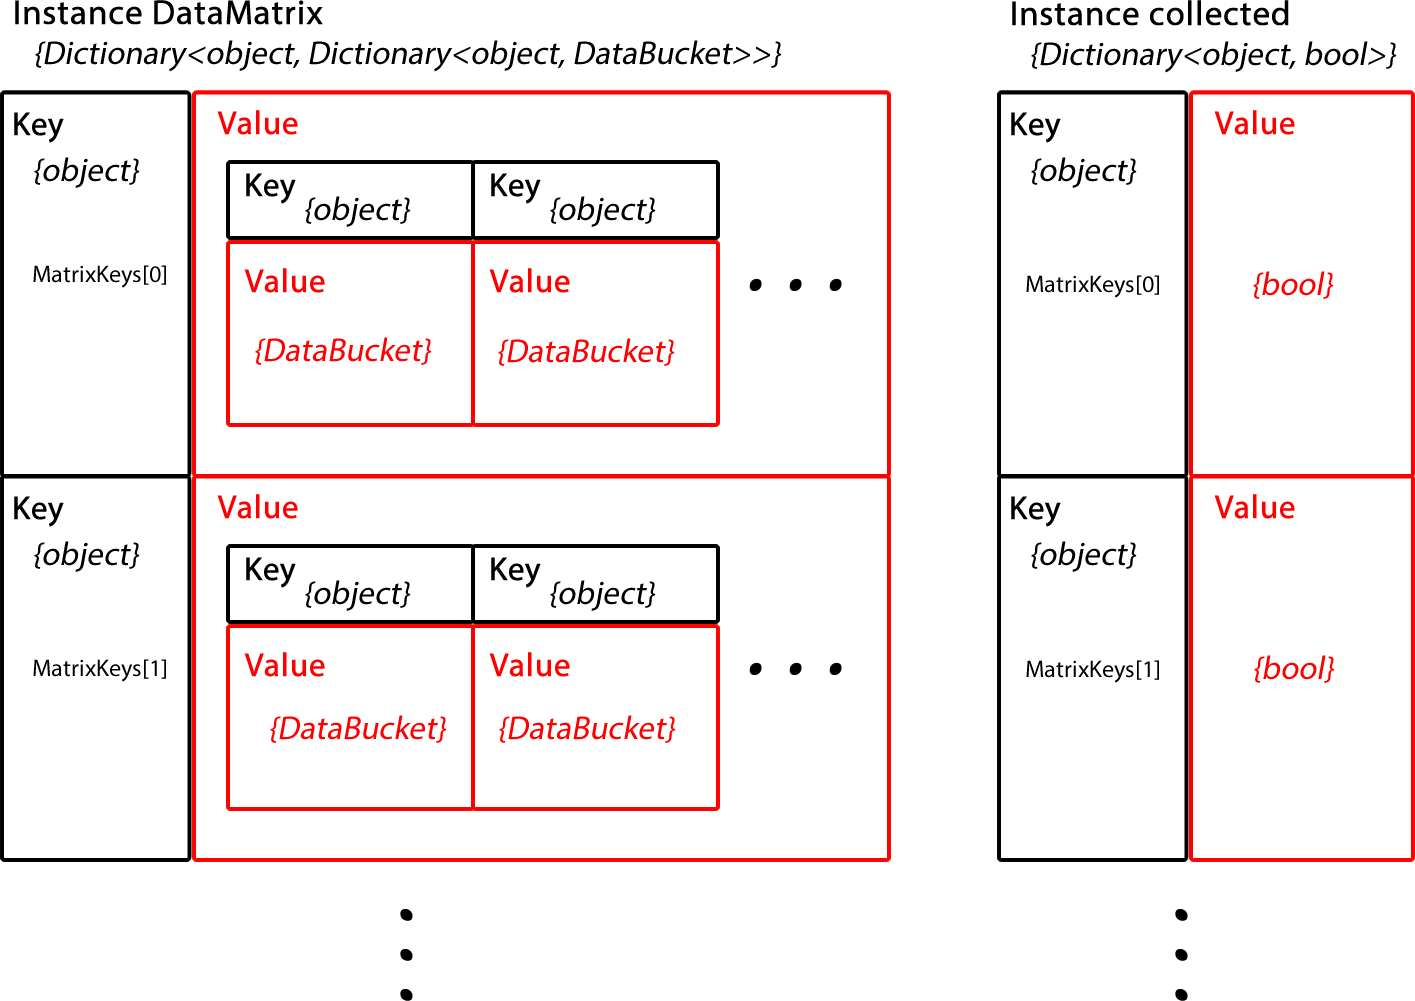 Instance DataMatrix
{Dictionary<object, Dictionary<object, DataBucket>>}
Key
{object}
MatrixKeys[0]
Value
Key {object}
Key {object}
Value
{DataBucket}
Value
{DataBucket}
Key
{object}
MatrixKeys[1]
Value
Key {object}
Key {object}
Value
{DataBucket}
Value
{DataBucket}
Instance collected
{Dictionary<object, bool>}
Key
{object}
MatrixKeys[0]
Value
{bool}
Key
{object}
MatrixKeys[1]
Value
{bool}